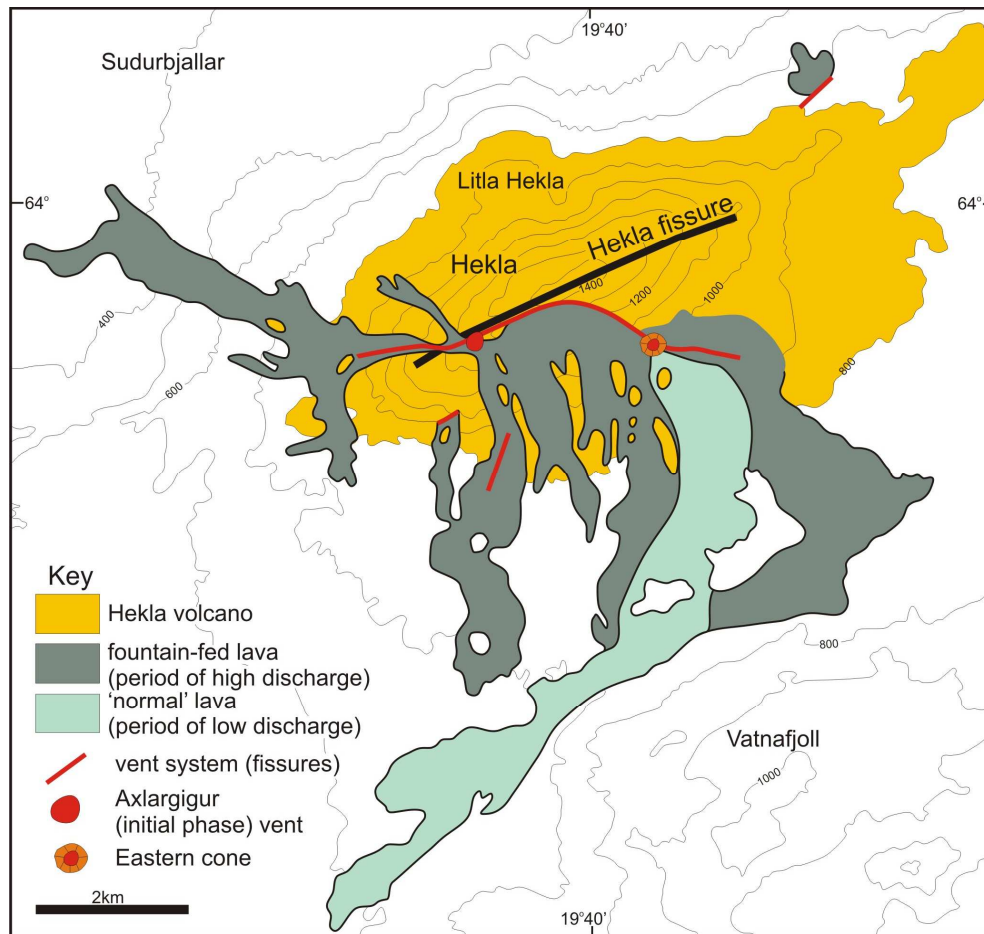 19°40'
Sudurbjallar
Litla Hekla
64°
64°
Hekla fissure
Hekla
1400
1200
1000
400
600
800
Key
Hekla volcano
fountain-fed lava
(period of high discharge)
'normal' lava
(period of low discharge)
800
vent system (fissures)
Vatnafjoll
1000
Axlargigur
(initial phase) vent
Eastern cone
2km
19°40'